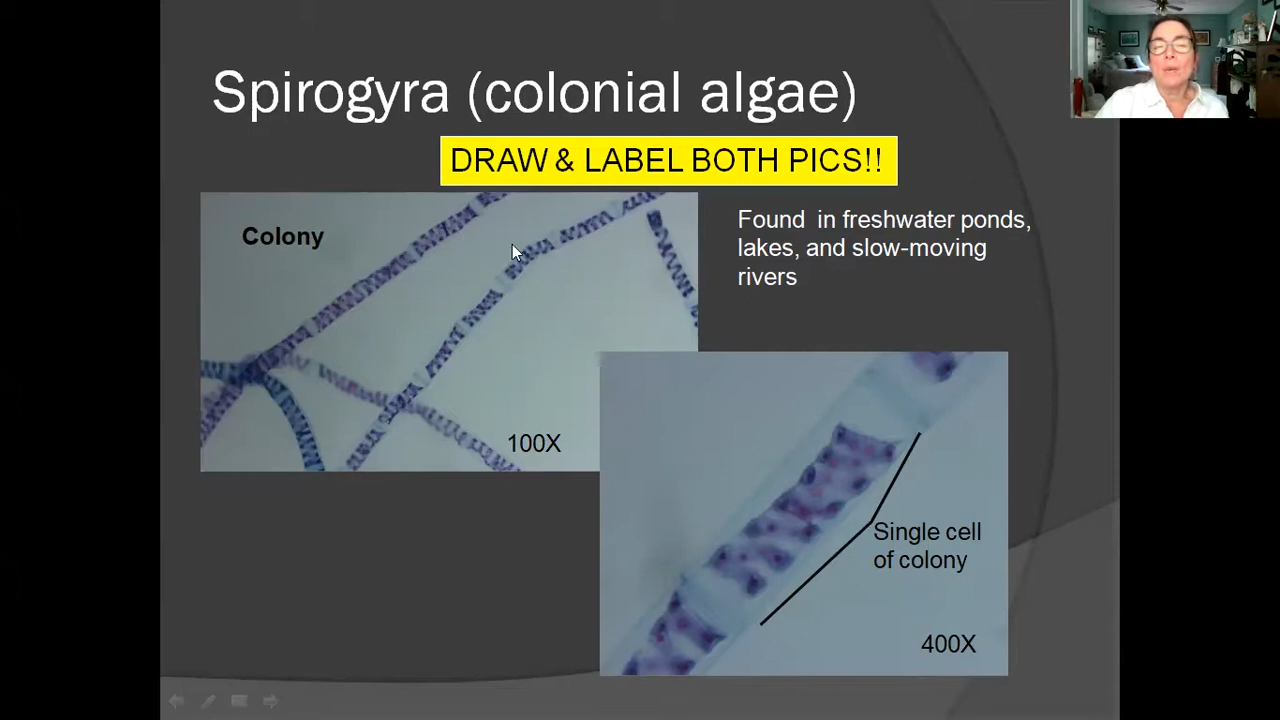 Spirogyra (colonial algae)
DRAW & LABEL BOTH PICS!!
Colony
100X
Found in freshwater ponds,
lakes, and slow-moving
rivers
Single cell
of colony
400X